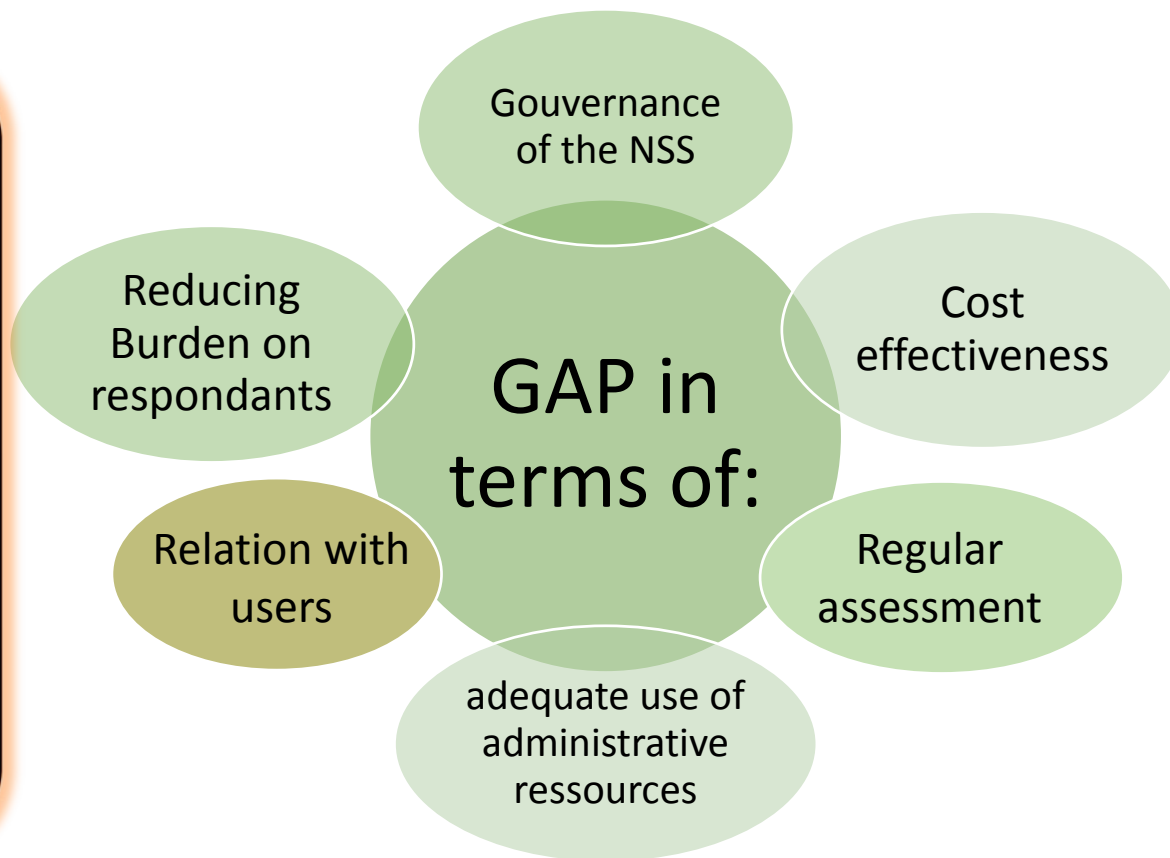 Gouvernance
of the NSS
Reducing
Burden on
respondants
Cost
effectiveness
GAP in
terms of:
Relation with
users
Regular
assessment
adequate use of
administrative
ressources